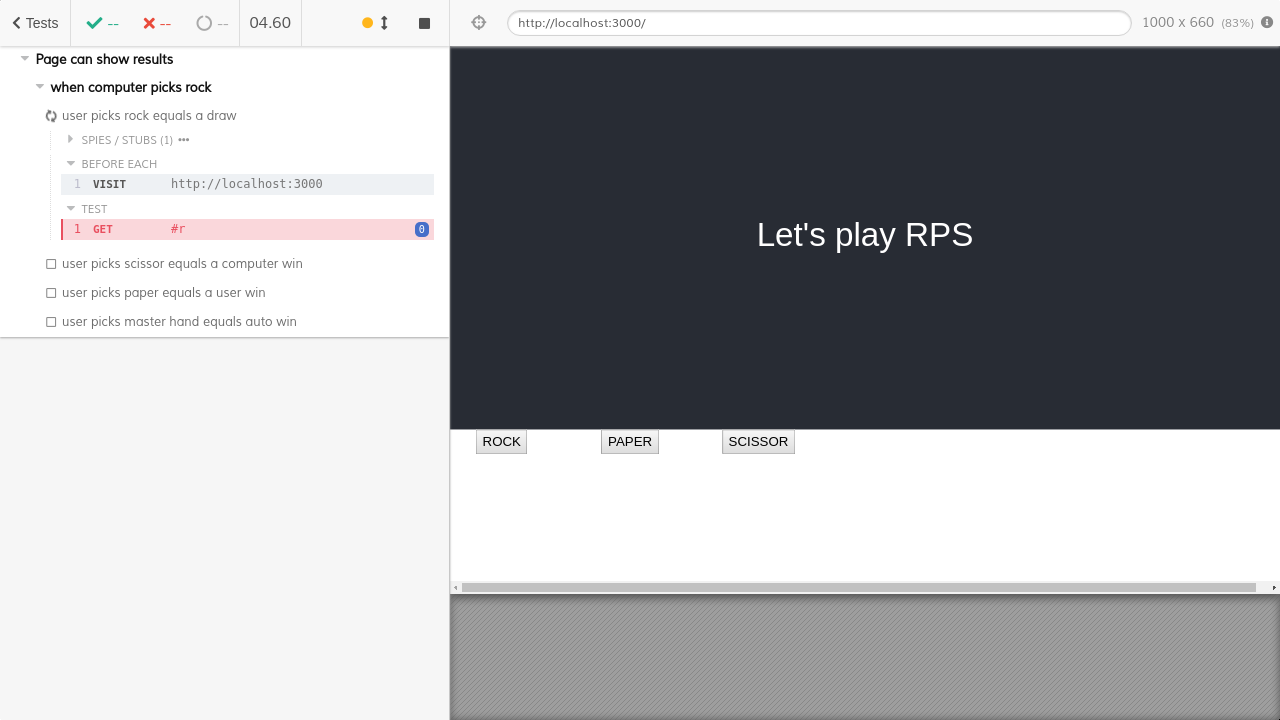 Tests -- -- -- 04.60
http://localhost:3000/ 1000 x 660 (83%)
Page can show results
when computer picks rock
user picks rock equals a draw
SPIES / STUBS (1) •••
BEFORE EACH
1 VISIT http://localhost:3000
TEST
1 GET #r 0
user picks scissor equals a computer win
user picks paper equals a user win
user picks master hand equals auto win
Let's play RPS
ROCK PAPER SCISSOR